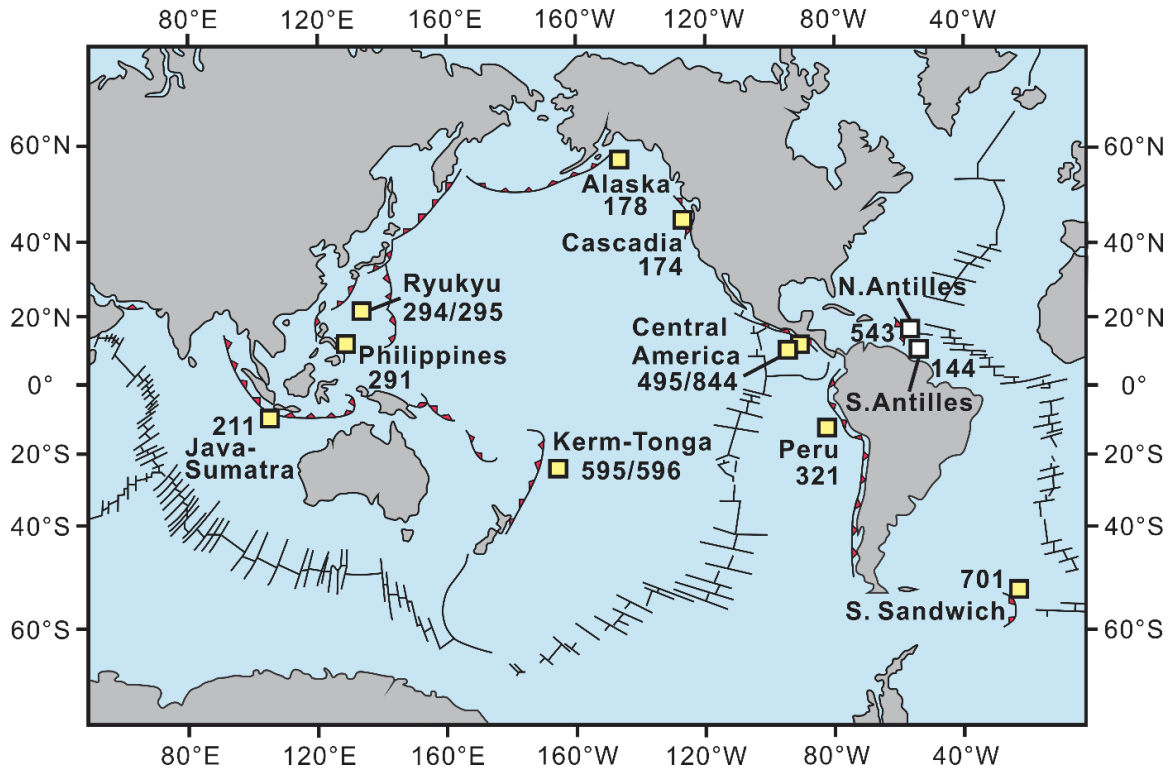 80°E 120°E 160°E 160°W 120°W 80°W 40°W
60°N 60°N
Alaska
178
Cascadia
174
40°N 40°N
Ryukyu
294/295
N.Antilles
20°N 20°N
543
Central
America
495/844
Philippines
291
144
0° 0°
S.Antilles
211
Java-
Sumatra
Kerm-Tonga
595/596
Peru
321
20°S 20°S
40°S 40°S
701
S. Sandwich
60°S 60°S
80°E 120°E 160°E 160°W 120°W 80°W 40°W